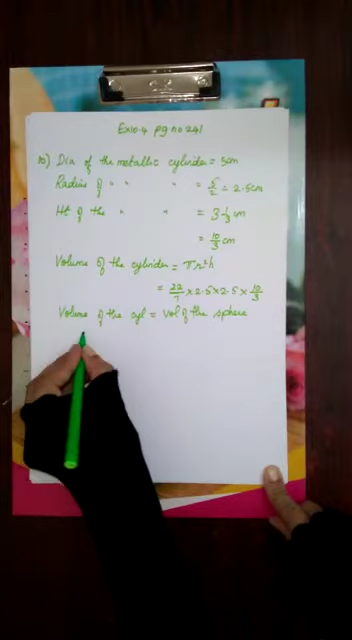 Ex10.4 pg no 241
10) Dia of the metallic cylinder = 5cm
Radius of " " " = 5/2 = 2.5cm
Ht of the " " = 3 1/3 cm
= 10/3 cm
Volume of the cylinder = πr²h
= 22/7 × 2.5 × 2.5 × 10/3
Volume of the cyl = Vol of the sphere